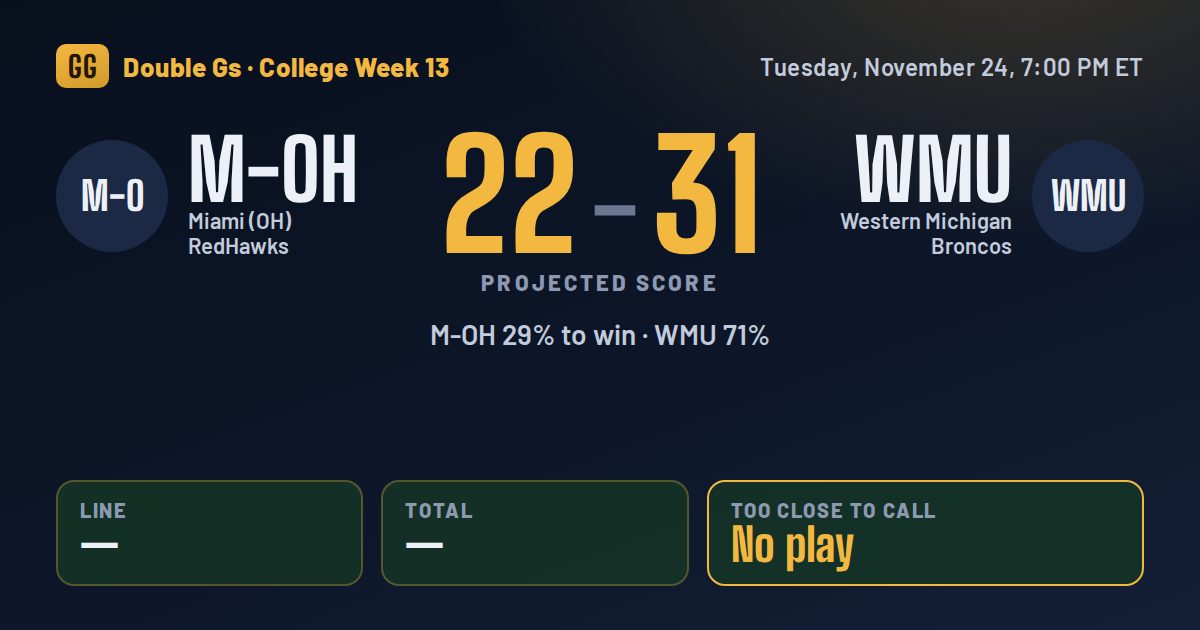 GG Double Gs · College Week 13
Tuesday, November 24, 7:00 PM ET
M-O
M-OH
Miami (OH)
RedHawks
22 - 31
PROJECTED SCORE
M-OH 29% to win · WMU 71%
WMU
Western Michigan
Broncos
WMU
LINE
—
TOTAL
—
TOO CLOSE TO CALL
No play